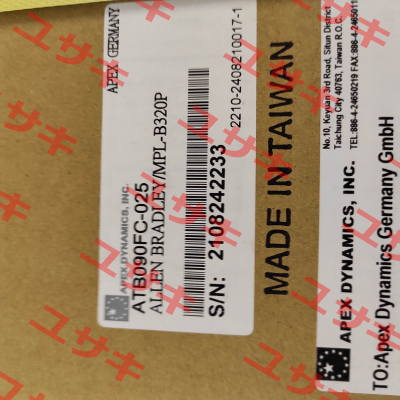 APEX GERMANY
APEX DYNAMICS, INC.
ATB090FC-025
ALLEN BRADLEY/MPL-B320P
S/N: 2108242233
2210-2408210017-1
MADE IN TAIWAN
APEX DYNAMICS, INC.
No.10, Keyuan 3rd Road, Situn District
Taichung City 40763, Taiwan R.O.C.
TEL:886-4-24650219 FAX:886-4-2465011
TO:Apex Dynamics Germany GmbH
ユサキ